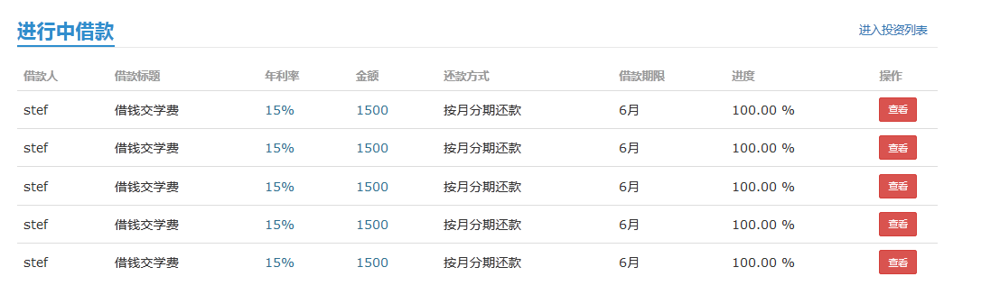 进行中借款 进入投资列表
借款人 借款标题 年利率 金额 还款方式 借款期限 进度 操作
stef 借钱交学费 15% 1500 按月分期还款 6月 100.00 % 查看
stef 借钱交学费 15% 1500 按月分期还款 6月 100.00 % 查看
stef 借钱交学费 15% 1500 按月分期还款 6月 100.00 % 查看
stef 借钱交学费 15% 1500 按月分期还款 6月 100.00 % 查看
stef 借钱交学费 15% 1500 按月分期还款 6月 100.00 % 查看